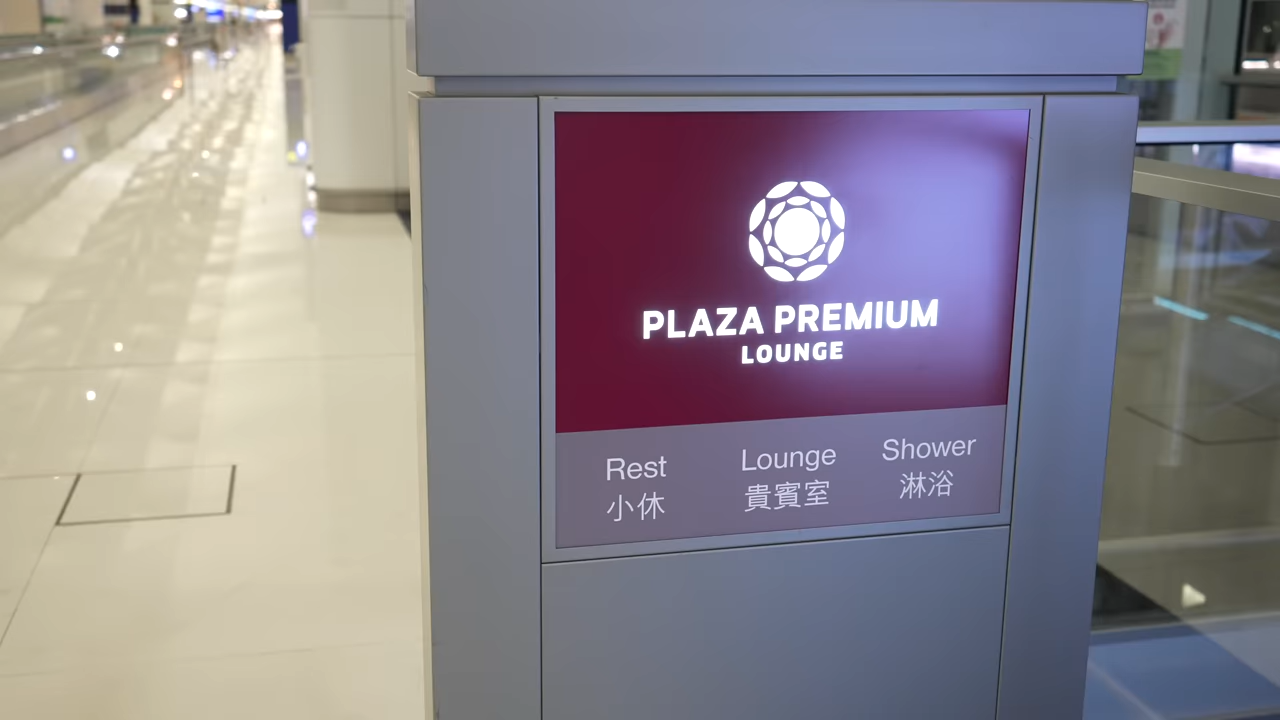 PLAZA PREMIUM
LOUNGE
Rest
小休
Lounge
貴賓室
Shower
淋浴